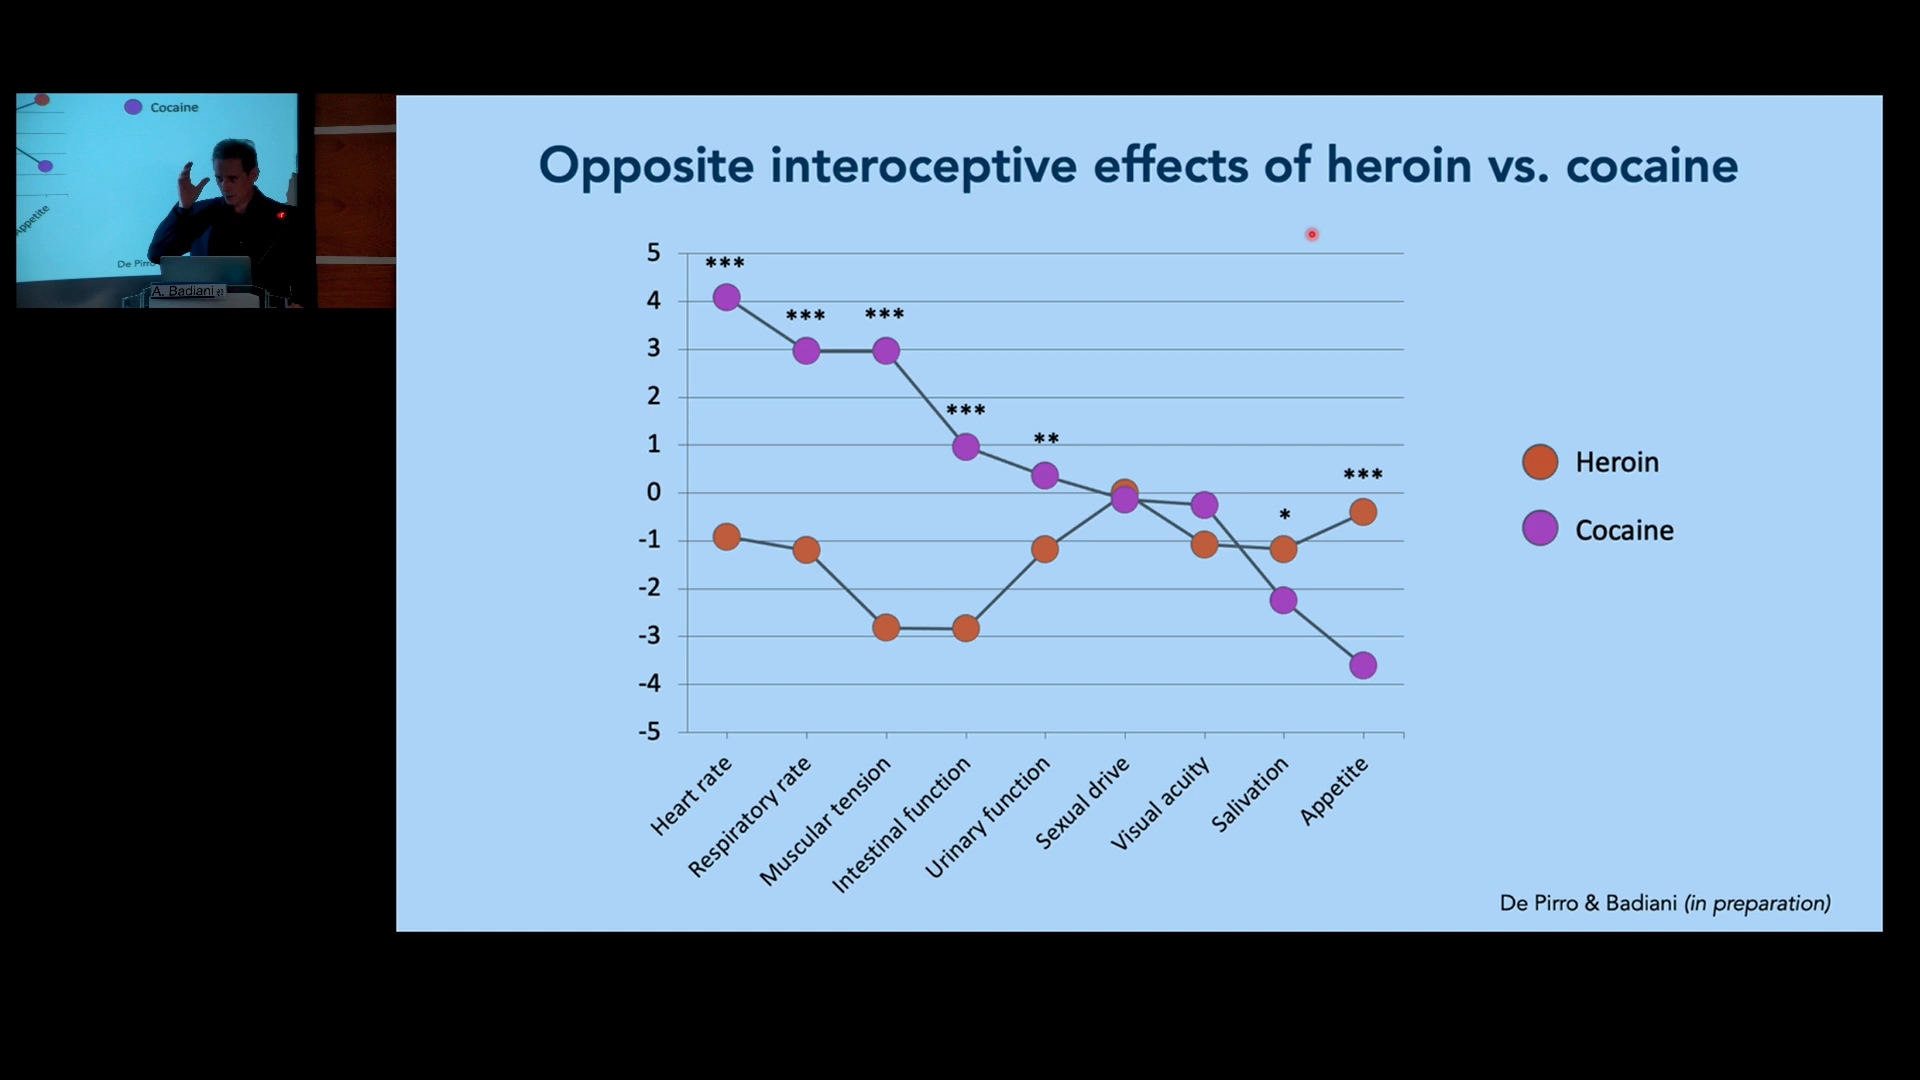 Cocaine
Appetite
De Pirro
A. Badiani
Opposite interoceptive effects of heroin vs. cocaine
5
4
3
2
1
0
-1
-2
-3
-4
-5
***
***
***
***
**
*
***
Heart rate
Respiratory rate
Muscular tension
Intestinal function
Urinary function
Sexual drive
Visual acuity
Salivation
Appetite
Heroin
Cocaine
De Pirro & Badiani (in preparation)